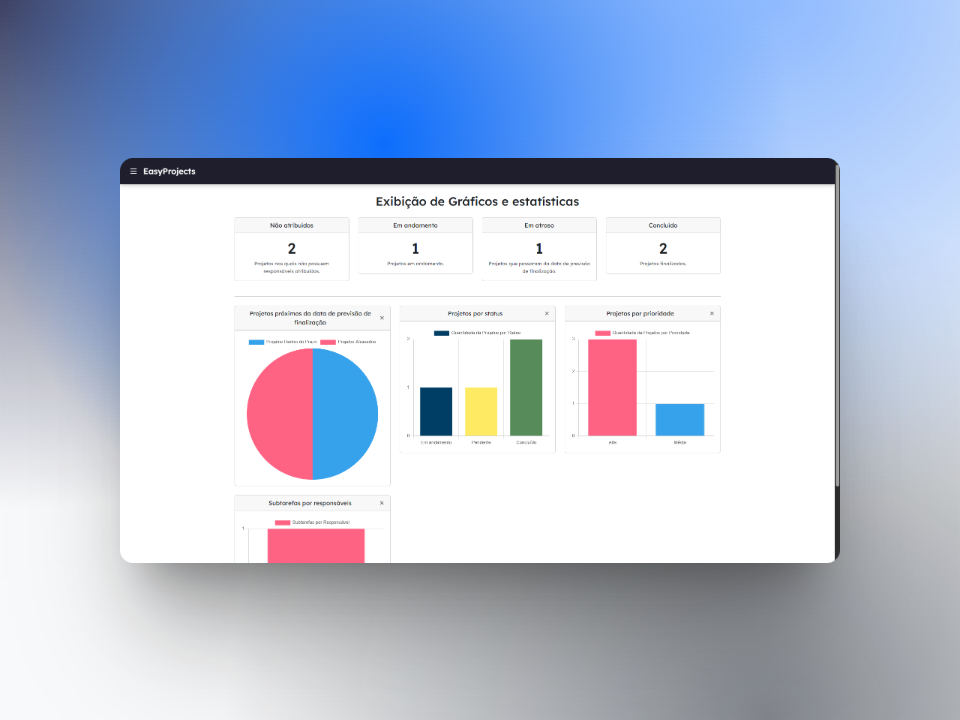 EasyProjects
Exibição de Gráficos e estatísticas
Não atribuidos
2
Projetos nos quais não possuem
responsáveis atribuidos.
Em andamento
1
Projetos em andamento.
Em atraso
1
Projetos que passaram da data de previsão
de finalização.
Concluído
2
Projetos finalizados.
Projetos próximos da data de previsão de
finalização
Projetos Dentro do Prazo
Projetos Atrasados
Projetos por status
Quantidade de Projetos por Status
2
1
0
Em andamento
Pendente
Concluído
Projetos por prioridade
Quantidade de Projetos por Prioridade
3
2
1
0
Alta
Média
Subtarefas por responsáveis
Subtarefas por Responsável
1